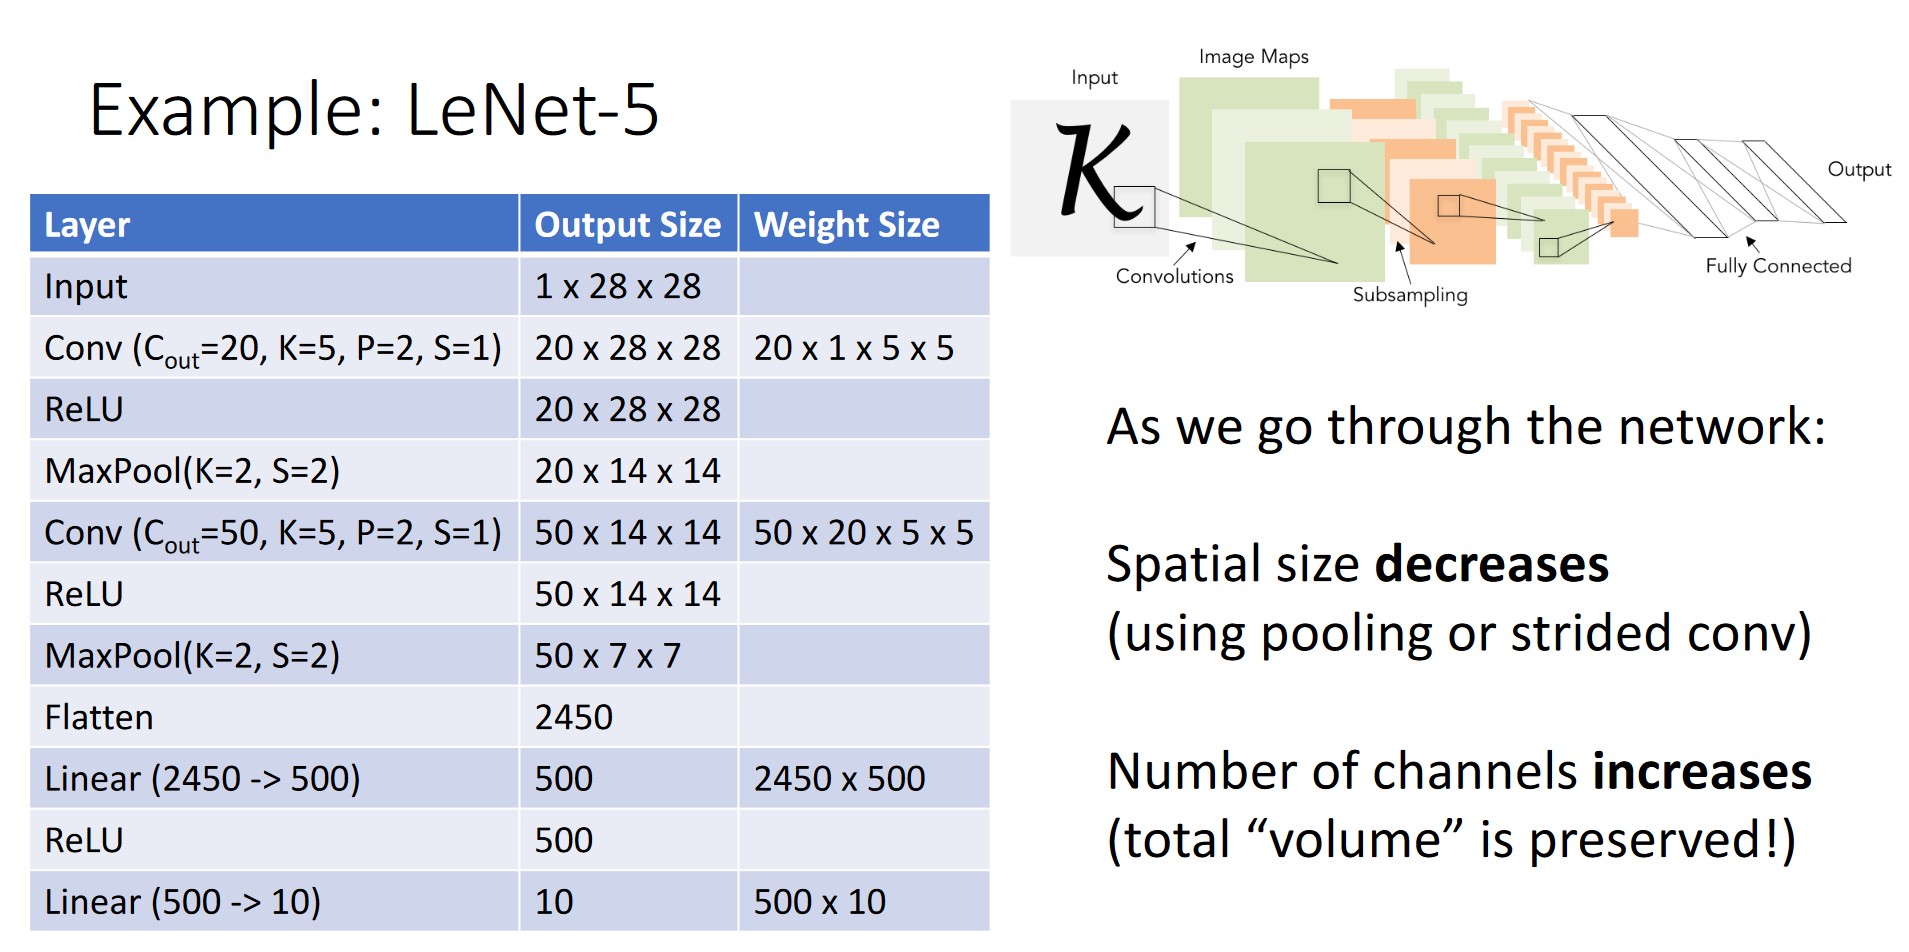 Example: LeNet-5
Layer Output Size Weight Size
Input 1 x 28 x 28
Conv (Cout=20, K=5, P=2, S=1) 20 x 28 x 28 20 x 1 x 5 x 5
ReLU 20 x 28 x 28
MaxPool(K=2, S=2) 20 x 14 x 14
Conv (Cout=50, K=5, P=2, S=1) 50 x 14 x 14 50 x 20 x 5 x 5
ReLU 50 x 14 x 14
MaxPool(K=2, S=2) 50 x 7 x 7
Flatten 2450
Linear (2450 -> 500) 500 2450 x 500
ReLU 500
Linear (500 -> 10) 10 500 x 10
Image Maps
Input
K
Output
Convolutions
Subsampling
Fully Connected
As we go through the network:
Spatial size decreases
(using pooling or strided conv)
Number of channels increases
(total “volume” is preserved!)